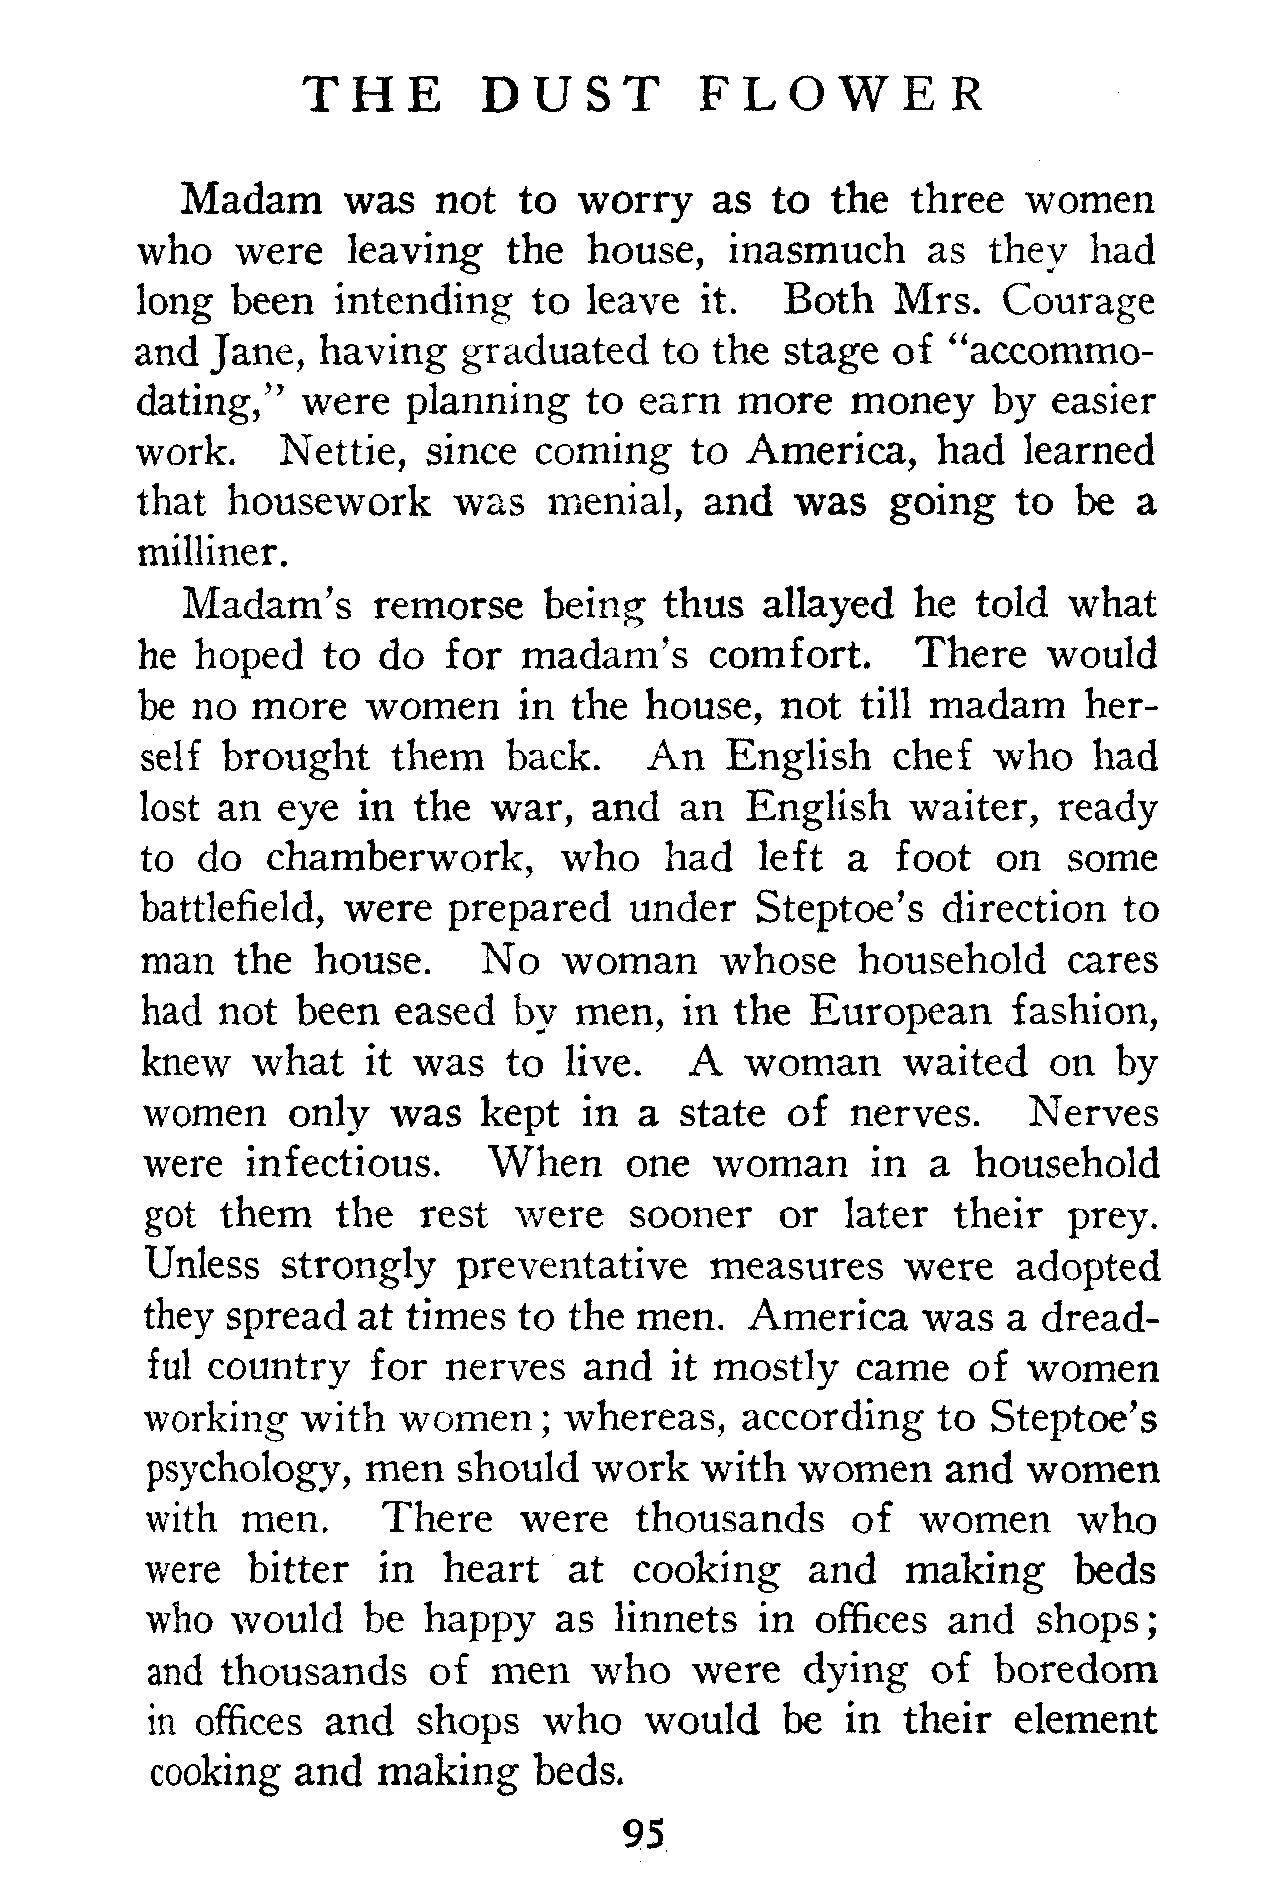 THE DUST FLOWER
Madam was not to worry as to the three women
who were leaving the house, inasmuch as they had
long been intending to leave it. Both Mrs. Courage
and Jane, having graduated to the stage of "accommo-
dating," were planning to earn more money by easier
work. Nettie, since coming to America, had learned
that housework was menial, and was going to be a
milliner.
Madam's remorse being thus allayed he told what
he hoped to do for madam's comfort. There would
be no more women in the house, not till madam her-
self brought them back. An English chef who had
lost an eye in the war, and an English waiter, ready
to do chamberwork, who had left a foot on some
battlefield, were prepared under Steptoe's direction to
man the house. No woman whose household cares
had not been eased by men, in the European fashion,
knew what it was to live. A woman waited on by
women only was kept in a state of nerves. Nerves
were infectious. When one woman in a household
got them the rest were sooner or later their prey.
Unless strongly preventative measures were adopted
they spread at times to the men. America was a dread-
ful country for nerves and it mostly came of women
working with women; whereas, according to Steptoe's
psychology, men should work with women and women
with men. There were thousands of women who
were bitter in heart at cooking and making beds
who would be happy as linnets in offices and shops;
and thousands of men who were dying of boredom
in offices and shops who would be in their element
cooking and making beds.
95